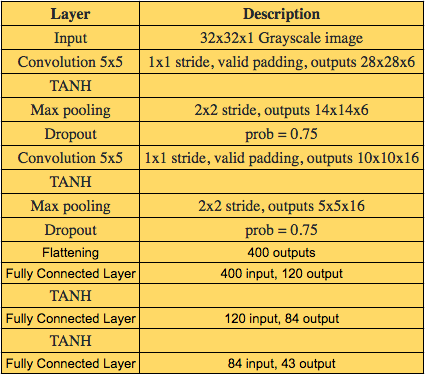 Layer Description
Input 32x32x1 Grayscale image
Convolution 5x5 1x1 stride, valid padding, outputs 28x28x6
TANH
Max pooling 2x2 stride, outputs 14x14x6
Dropout prob = 0.75
Convolution 5x5 1x1 stride, valid padding, outputs 10x10x16
TANH
Max pooling 2x2 stride, outputs 5x5x16
Dropout prob = 0.75
Flattening 400 outputs
Fully Connected Layer 400 input, 120 output
TANH
Fully Connected Layer 120 input, 84 output
TANH
Fully Connected Layer 84 input, 43 output